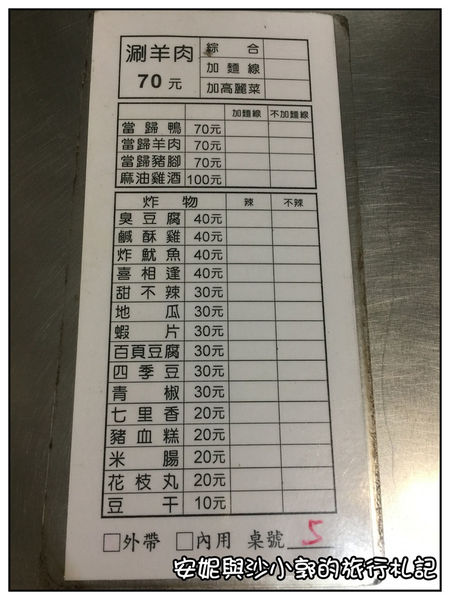 涮羊肉 綜合
70元 加麵線
加高麗菜
加麵線 不加麵線
當歸鴨 70元
當歸羊肉 70元
當歸豬腳 70元
麻油雞酒 100元
炸物 辣 不辣
臭豆腐 40元
鹹酥雞 40元
炸魷魚 40元
喜相逢 40元
甜不辣 30元
地瓜 30元
蝦片 30元
百頁豆腐 30元
四季豆 30元
青椒 30元
七里香 20元
豬血糕 20元
米腸 20元
花枝丸 20元
豆干 10元
□外帶 □內用 桌號 5
安妮與沙小郭的旅行札記